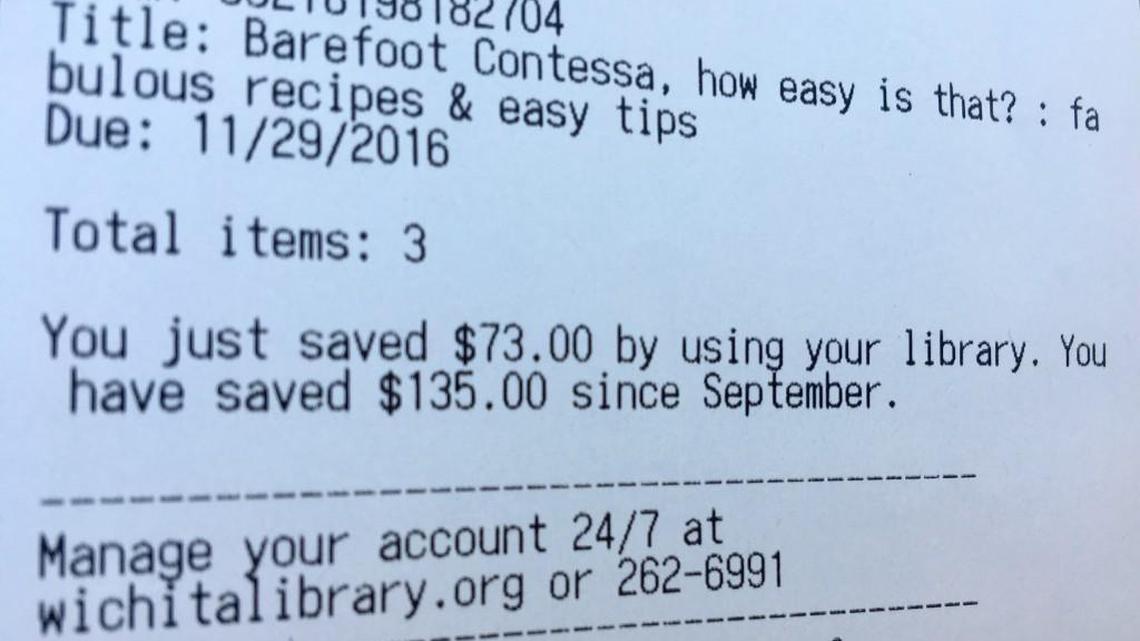 Title: Barefoot Contessa, how easy is that? : fa
bulous recipes & easy tips
Due: 11/29/2016
Total items: 3
You just saved $73.00 by using your library. You
have saved $135.00 since September.
Manage your account 24/7 at
wichitalibrary.org or 262-6991